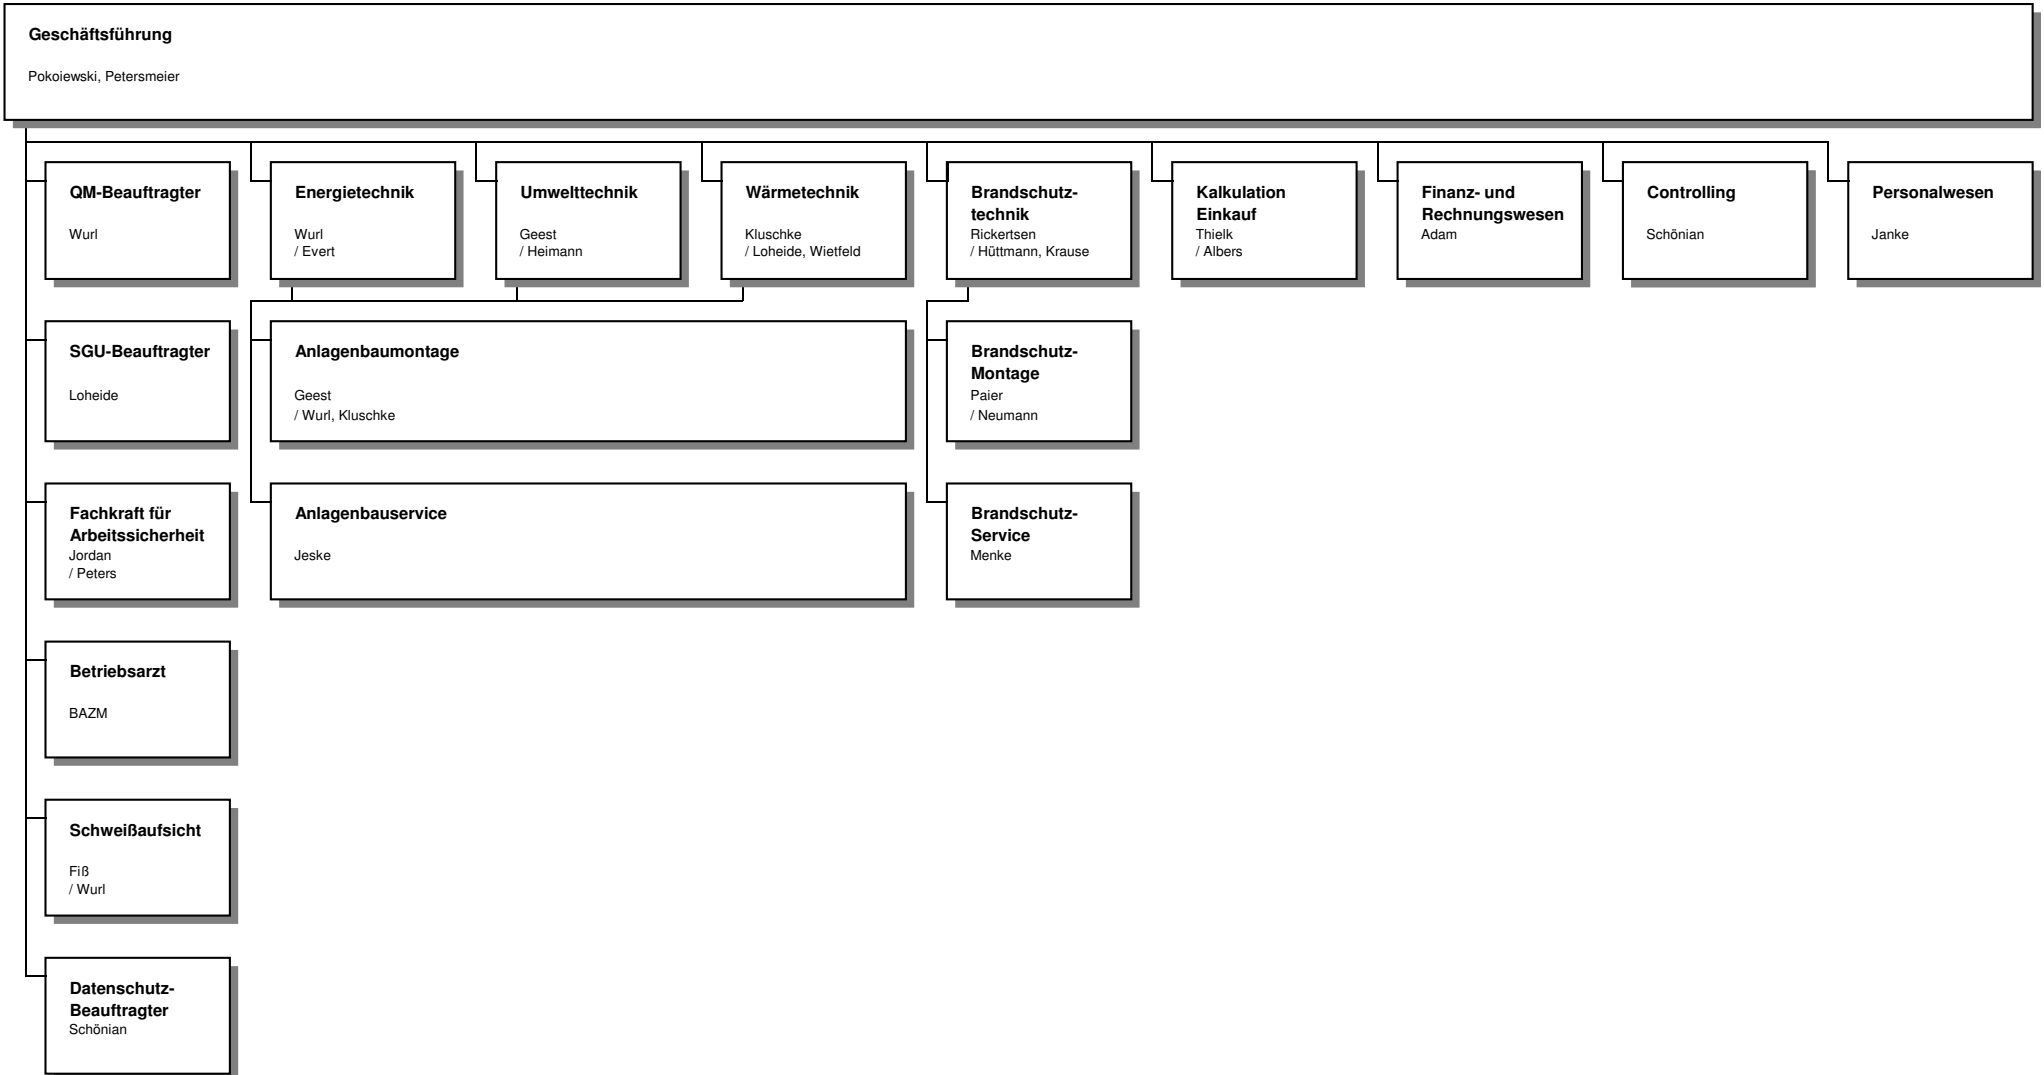 Geschäftsführung
Pokoiewski, Petersmeier
QM-Beauftragter
Wurl
Energietechnik
Wurl
/ Evert
Umwelttechnik
Geest
/ Heimann
Wärmetechnik
Kluschke
/ Loheide, Wietfeld
Brandschutz-
technik
Rickertsen
/ Hüttmann, Krause
Kalkulation
Einkauf
Thielk
/ Albers
Finanz- und
Rechnungswesen
Adam
Controlling
Schönian
Personalwesen
Janke
SGU-Beauftragter
Loheide
Anlagenbaumontage
Geest
/ Wurl, Kluschke
Brandschutz-
Montage
Paier
/ Neumann
Fachkraft für
Arbeitssicherheit
Jordan
/ Peters
Anlagenbauservice
Jeske
Brandschutz-
Service
Menke
Betriebsarzt
BAZM
Schweißaufsicht
Fiß
/ Wurl
Datenschutz-
Beauftragter
Schönian